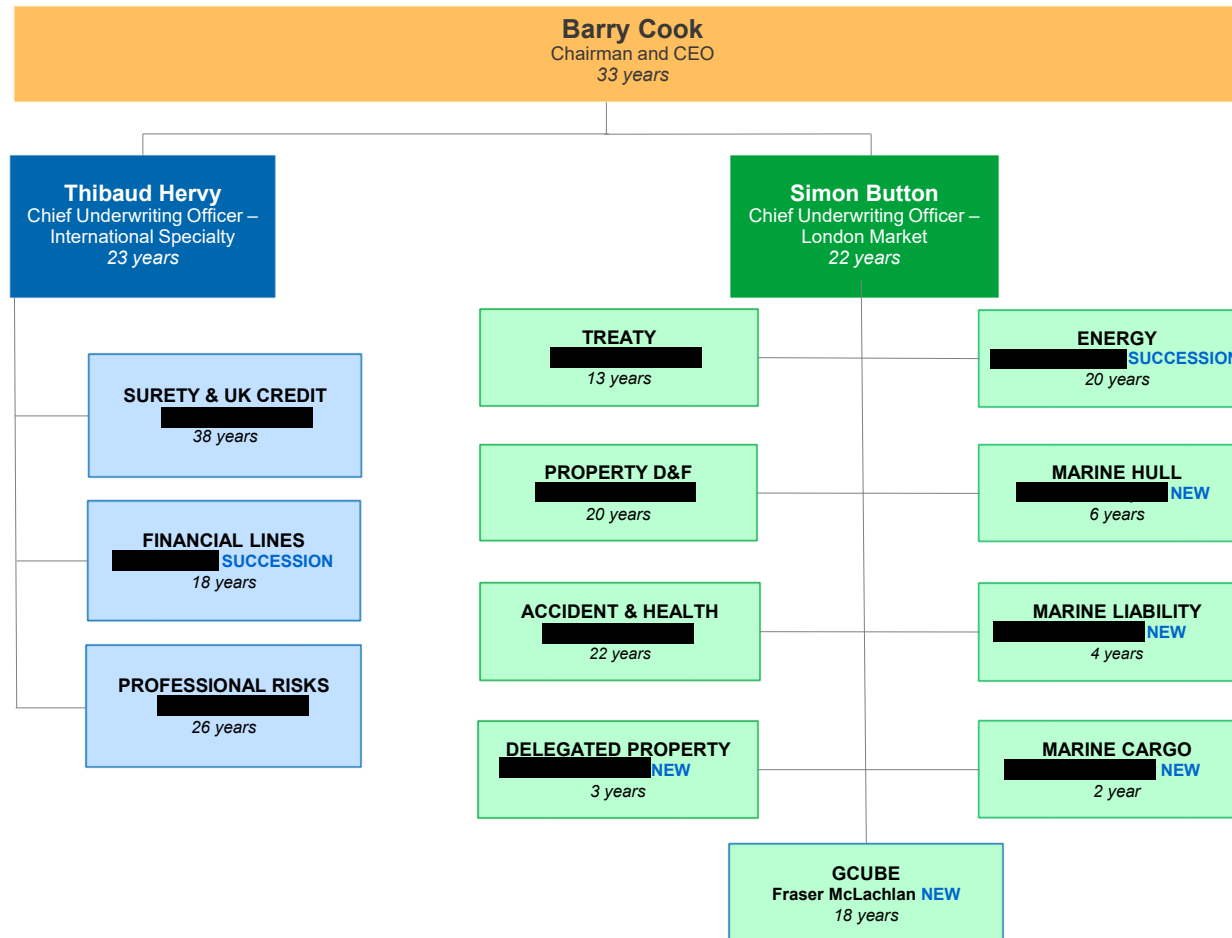 Barry Cook
Chairman and CEO
33 years
Thibaud Hervy
Chief Underwriting Officer –
International Specialty
23 years
Simon Button
Chief Underwriting Officer –
London Market
22 years
SURETY & UK CREDIT
38 years
FINANCIAL LINES
SUCCESSION
18 years
PROFESSIONAL RISKS
26 years
TREATY
13 years
ENERGY
SUCCESSION
20 years
PROPERTY D&F
20 years
MARINE HULL
NEW
6 years
ACCIDENT & HEALTH
22 years
MARINE LIABILITY
NEW
4 years
DELEGATED PROPERTY
NEW
3 years
MARINE CARGO
NEW
2 year
GCUBE
Fraser McLachlan NEW
18 years